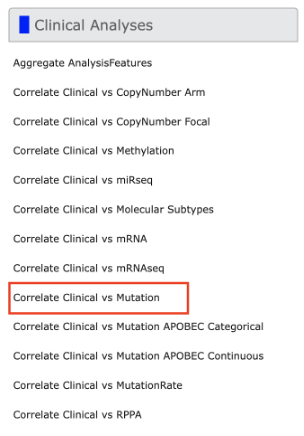 Clinical Analyses
Aggregate AnalysisFeatures
Correlate Clinical vs CopyNumber Arm
Correlate Clinical vs CopyNumber Focal
Correlate Clinical vs Methylation
Correlate Clinical vs miRseq
Correlate Clinical vs Molecular Subtypes
Correlate Clinical vs mRNA
Correlate Clinical vs mRNAseq
Correlate Clinical vs Mutation
Correlate Clinical vs Mutation APOBEC Categorical
Correlate Clinical vs Mutation APOBEC Continuous
Correlate Clinical vs MutationRate
Correlate Clinical vs RPPA